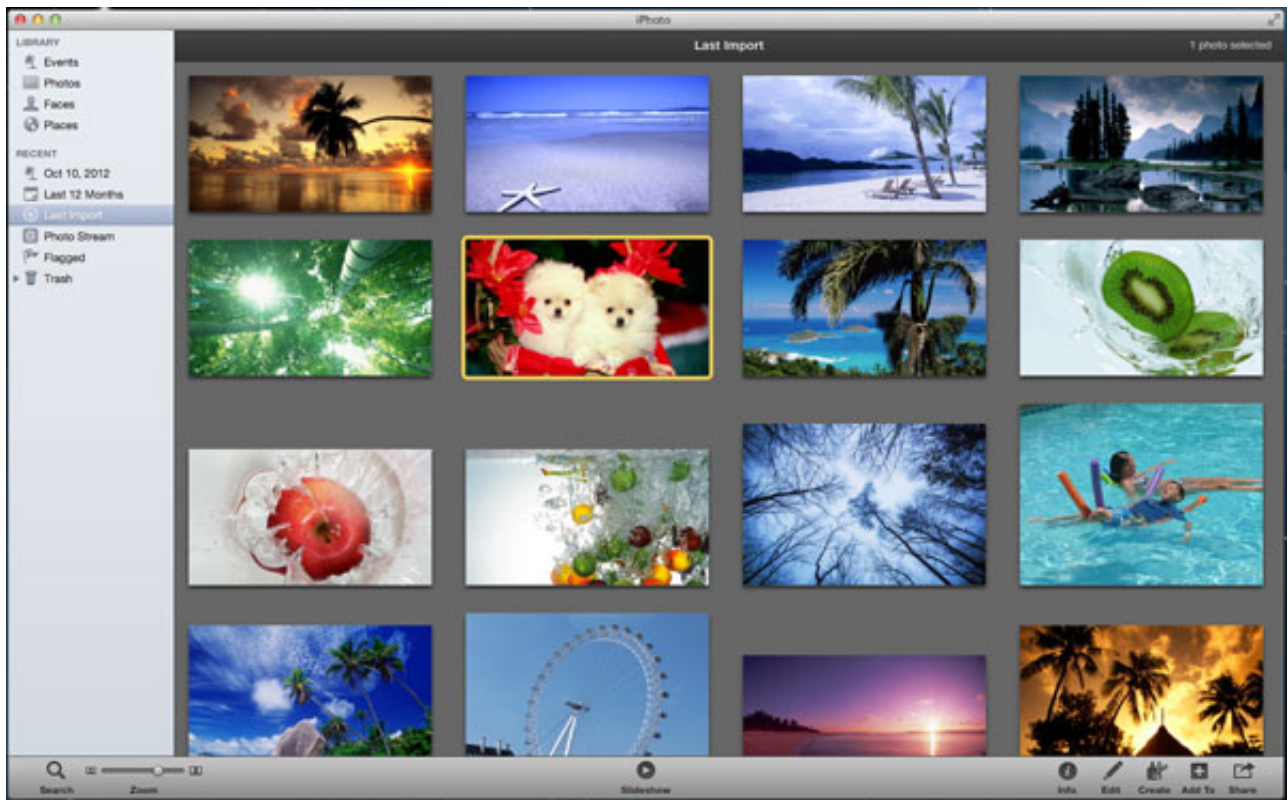 iPhoto
LIBRARY
Events
Photos
Faces
Places
RECENT
Oct 10, 2012
Last 12 Months
Last Import
Photo Stream
Flagged
Trash
Last Import
1 photo selected
Search
Zoom
Slideshow
Info
Edit
Create
Add To
Share